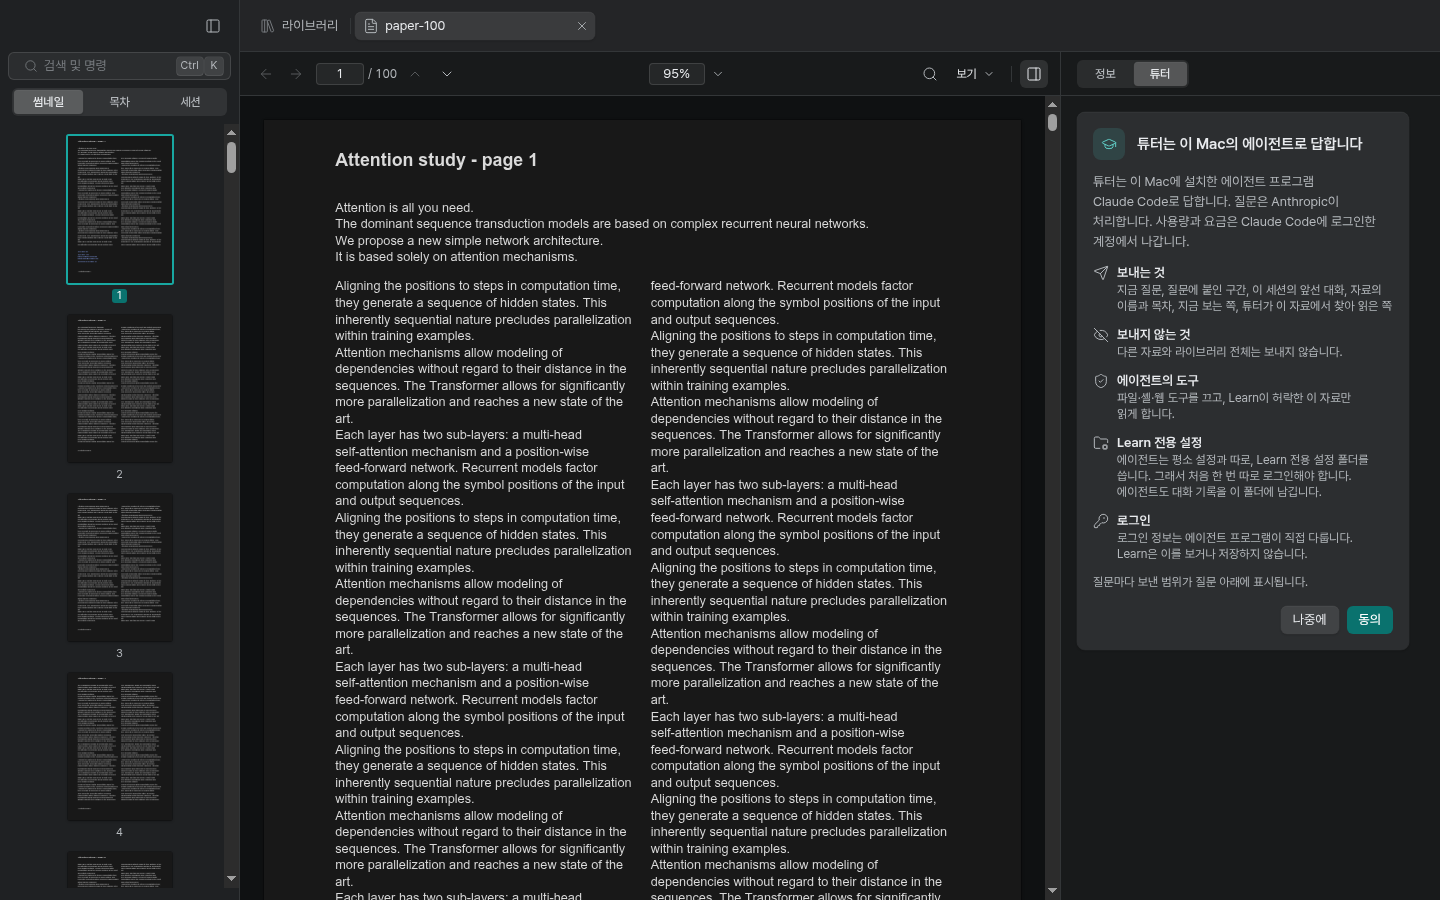 라이브러리
paper-100
검색 및 명령
Ctrl K
1 / 100
95%
보기
정보
튜터
썸네일
목차
세션
1
2
3
4
Attention study - page 1
Attention is all you need.
The dominant sequence transduction models are based on complex recurrent neural networks.
We propose a new simple network architecture.
It is based solely on attention mechanisms.
Aligning the positions to steps in computation time,
they generate a sequence of hidden states. This
inherently sequential nature precludes parallelization
within training examples.
Attention mechanisms allow modeling of
dependencies without regard to their distance in the
sequences. The Transformer allows for significantly
more parallelization and reaches a new state of the
art.
Each layer has two sub-layers: a multi-head
self-attention mechanism and a position-wise
feed-forward network. Recurrent models factor
computation along the symbol positions of the input
and output sequences.
Aligning the positions to steps in computation time,
they generate a sequence of hidden states. This
inherently sequential nature precludes parallelization
within training examples.
Attention mechanisms allow modeling of
dependencies without regard to their distance in the
sequences. The Transformer allows for significantly
more parallelization and reaches a new state of the
art.
Each layer has two sub-layers: a multi-head
self-attention mechanism and a position-wise
feed-forward network. Recurrent models factor
computation along the symbol positions of the input
and output sequences.
Aligning the positions to steps in computation time,
they generate a sequence of hidden states. This
inherently sequential nature precludes parallelization
within training examples.
Attention mechanisms allow modeling of
dependencies without regard to their distance in the
sequences. The Transformer allows for significantly
more parallelization and reaches a new state of the
art.
Each layer has two sub-layers: a multi-head
feed-forward network. Recurrent models factor
computation along the symbol positions of the input
and output sequences.
Aligning the positions to steps in computation time,
they generate a sequence of hidden states. This
inherently sequential nature precludes parallelization
within training examples.
Attention mechanisms allow modeling of
dependencies without regard to their distance in the
sequences. The Transformer allows for significantly
more parallelization and reaches a new state of the
art.
Each layer has two sub-layers: a multi-head
self-attention mechanism and a position-wise
feed-forward network. Recurrent models factor
computation along the symbol positions of the input
and output sequences.
Aligning the positions to steps in computation time,
they generate a sequence of hidden states. This
inherently sequential nature precludes parallelization
within training examples.
Attention mechanisms allow modeling of
dependencies without regard to their distance in the
sequences. The Transformer allows for significantly
more parallelization and reaches a new state of the
art.
Each layer has two sub-layers: a multi-head
self-attention mechanism and a position-wise
feed-forward network. Recurrent models factor
computation along the symbol positions of the input
and output sequences.
Aligning the positions to steps in computation time,
they generate a sequence of hidden states. This
inherently sequential nature precludes parallelization
within training examples.
Attention mechanisms allow modeling of
dependencies without regard to their distance in the
sequences. The Transformer allows for significantly
튜터는 이 Mac의 에이전트로 답합니다
튜터는 이 Mac에 설치한 에이전트 프로그램
Claude Code로 답합니다. 질문은 Anthropic이
처리합니다. 사용량과 요금은 Claude Code에 로그인한
계정에서 나갑니다.
보내는 것
지금 질문, 질문에 붙인 구간, 이 세션의 앞선 대화, 자료의
이름과 목차, 지금 보는 쪽, 튜터가 이 자료에서 찾아 읽은 쪽
보내지 않는 것
다른 자료와 라이브러리 전체는 보내지 않습니다.
에이전트의 도구
파일·셸·웹 도구를 끄고, Learn이 허락한 이 자료만
읽게 합니다.
Learn 전용 설정
에이전트는 평소 설정과 따로, Learn 전용 설정 폴더를
씁니다. 그래서 처음 한 번 따로 로그인해야 합니다.
에이전트도 대화 기록을 이 폴더에 남깁니다.
로그인
로그인 정보는 에이전트 프로그램이 직접 다룹니다.
Learn은 이를 보거나 저장하지 않습니다.
질문마다 보낸 범위가 질문 아래에 표시됩니다.
나중에
동의